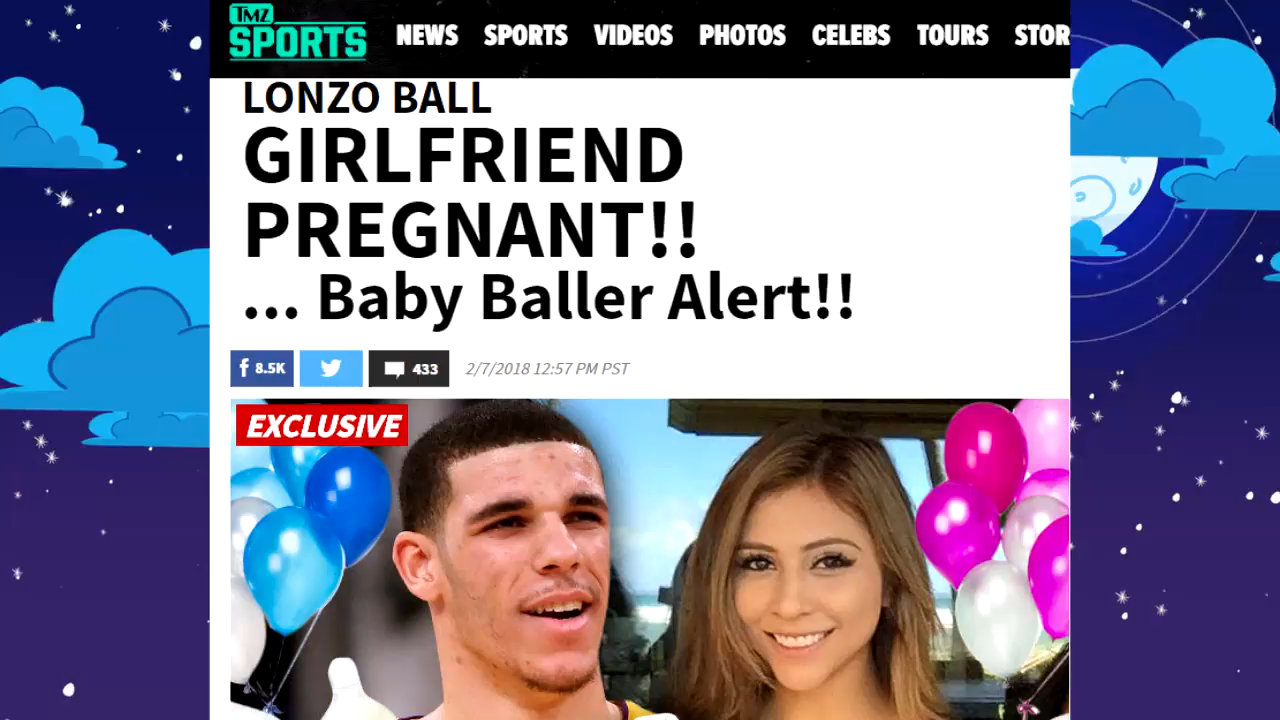 TMZ
SPORTS
NEWS SPORTS VIDEOS PHOTOS CELEBS TOURS STOR
LONZO BALL
GIRLFRIEND
PREGNANT!!
... Baby Baller Alert!!
f 8.5K 433 2/7/2018 12:57 PM PST
EXCLUSIVE